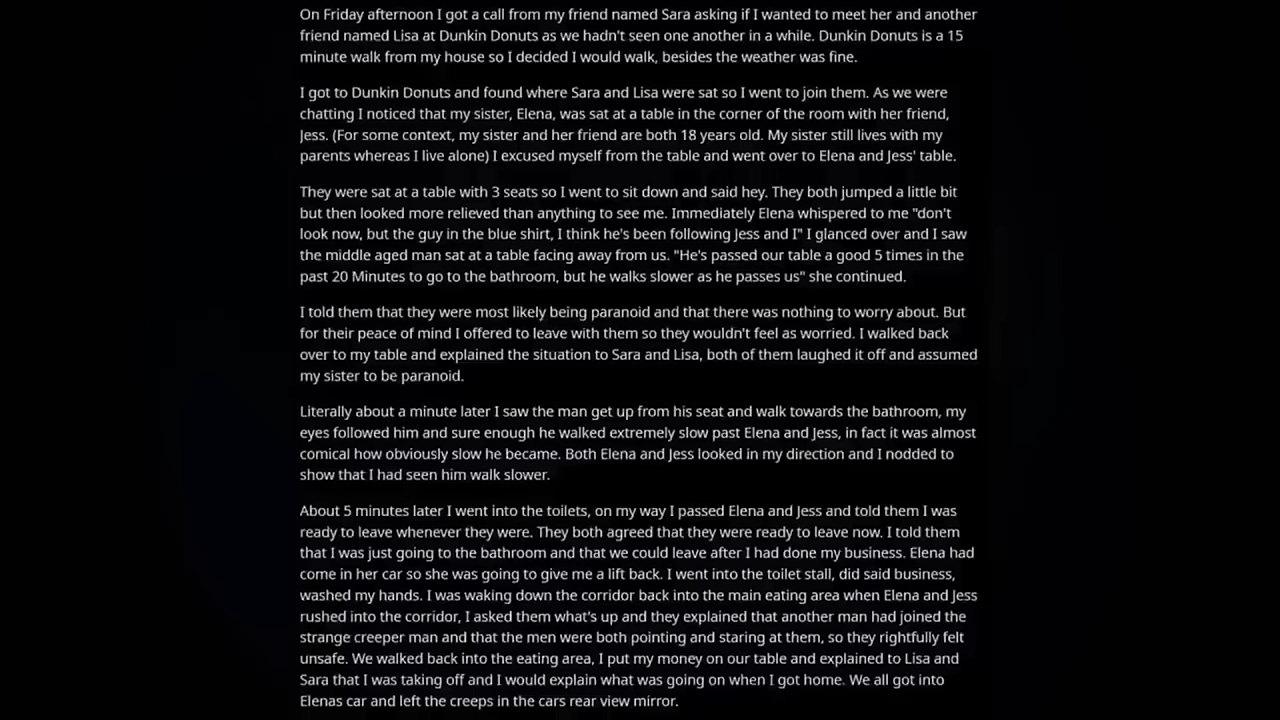 On Friday afternoon I got a call from my friend named Sara asking if I wanted to meet her and another
friend named Lisa at Dunkin Donuts as we hadn't seen one another in a while. Dunkin Donuts is a 15
minute walk from my house so I decided I would walk, besides the weather was fine.
I got to Dunkin Donuts and found where Sara and Lisa were sat so I went to join them. As we were
chatting I noticed that my sister, Elena, was sat at a table in the corner of the room with her friend,
Jess. (For some context, my sister and her friend are both 18 years old. My sister still lives with my
parents whereas I live alone) I excused myself from the table and went over to Elena and Jess' table.
They were sat at a table with 3 seats so I went to sit down and said hey. They both jumped a little bit
but then looked more relieved than anything to see me. Immediately Elena whispered to me "don't
look now, but the guy in the blue shirt, I think he's been following Jess and I" I glanced over and I saw
the middle aged man sat at a table facing away from us. "He's passed our table a good 5 times in the
past 20 Minutes to go to the bathroom, but he walks slower as he passes us" she continued.
I told them that they were most likely being paranoid and that there was nothing to worry about. But
for their peace of mind I offered to leave with them so they wouldn't feel as worried. I walked back
over to my table and explained the situation to Sara and Lisa, both of them laughed it off and assumed
my sister to be paranoid.
Literally about a minute later I saw the man get up from his seat and walk towards the bathroom, my
eyes followed him and sure enough he walked extremely slow past Elena and Jess, in fact it was almost
comical how obviously slow he became. Both Elena and Jess looked in my direction and I nodded to
show that I had seen him walk slower.
About 5 minutes later I went into the toilets, on my way I passed Elena and Jess and told them I was
ready to leave whenever they were. They both agreed that they were ready to leave now. I told them
that I was just going to the bathroom and that we could leave after I had done my business. Elena had
come in her car so she was going to give me a lift back. I went into the toilet stall, did said business,
washed my hands. I was waking down the corridor back into the main eating area when Elena and Jess
rushed into the corridor, I asked them what's up and they explained that another man had joined the
strange creeper man and that the men were both pointing and staring at them, so they rightfully felt
unsafe. We walked back into the eating area, I put my money on our table and explained to Lisa and
Sara that I was taking off and I would explain what was going on when I got home. We all got into
Elenas car and left the creeps in the cars rear view mirror.